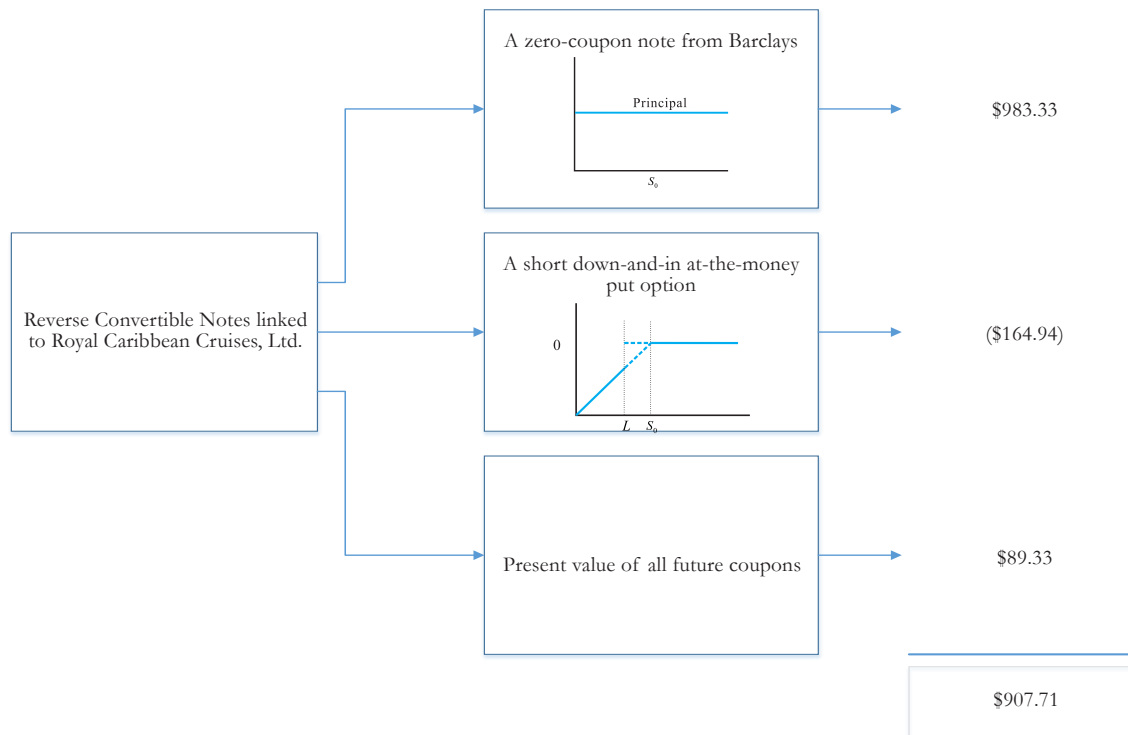 A zero-coupon note from Barclays
Principal
S₀
$983.33
Reverse Convertible Notes linked
to Royal Caribbean Cruises, Ltd.
A short down-and-in at-the-money
put option
0
L S₀
($164.94)
Present value of all future coupons
$89.33
$907.71